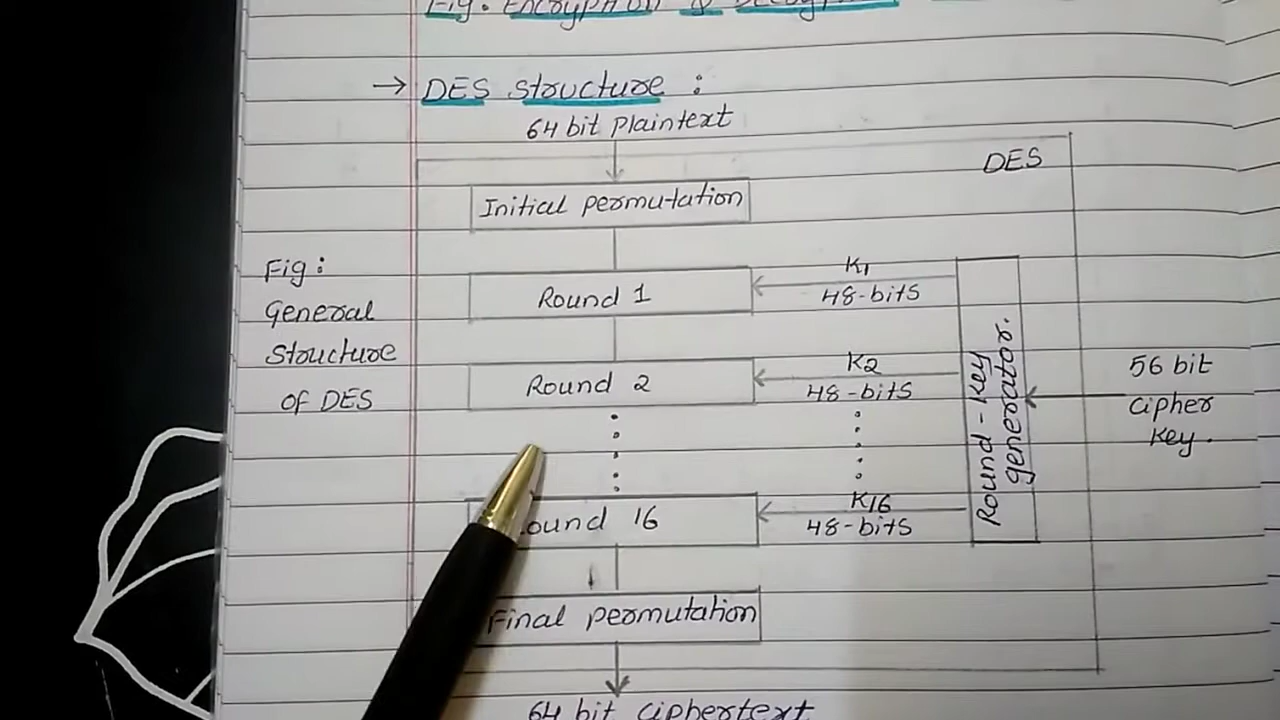 Fig: Encryption &
→ DES Structure :
64 bit Plaintext
DES
Initial permutation
Fig :
General
Structure
of DES
K1
48-bits
Round 1
K2
48-bits
Round 2
K16
48-bits
ound 16
Round-key
generator.
56 bit
cipher
key.
Final permutation
64 bit ciphertext